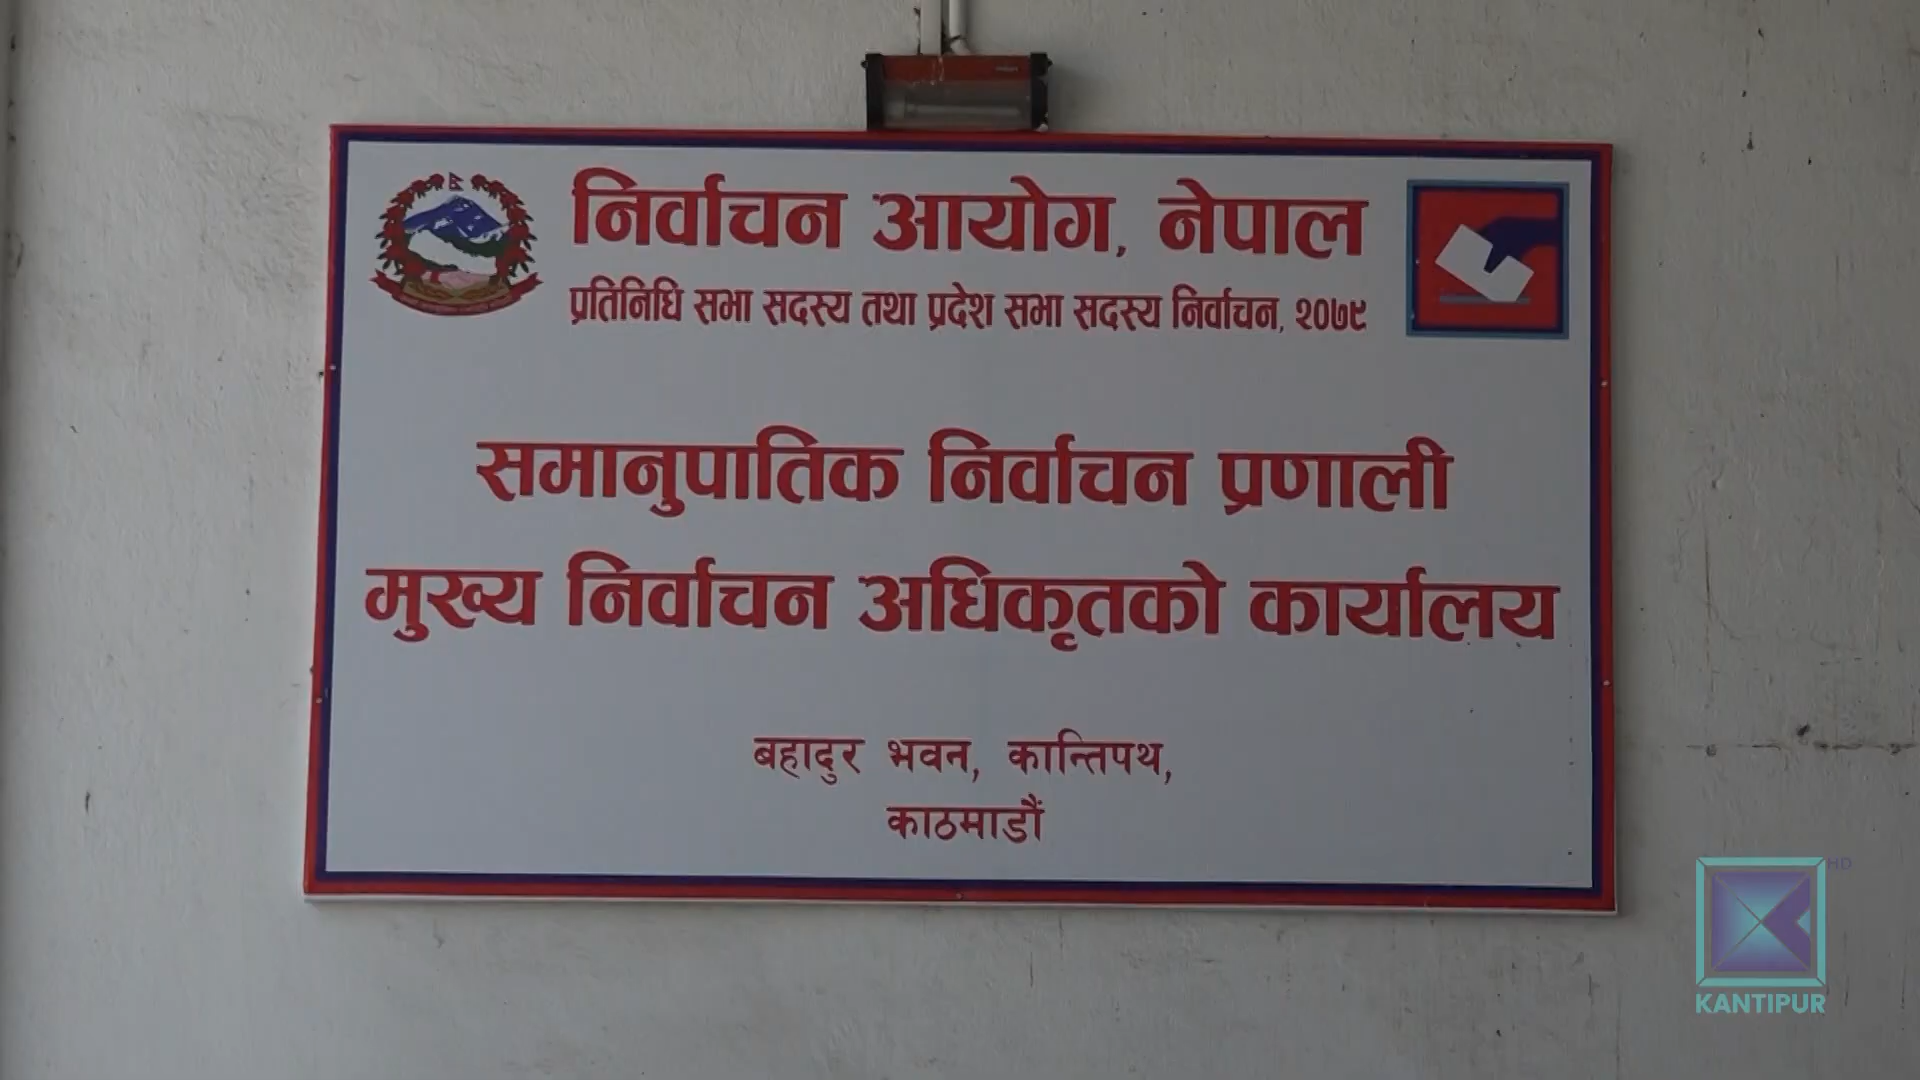 निर्वाचन आयोग, नेपाल
प्रतिनिधि सभा सदस्य तथा प्रदेश सभा सदस्य निर्वाचन, २०७९
समानुपातिक निर्वाचन प्रणाली
मुख्य निर्वाचन अधिकृतको कार्यालय
बहादुर भवन, कान्तिपथ,
काठमाडौं
HD
KANTIPUR